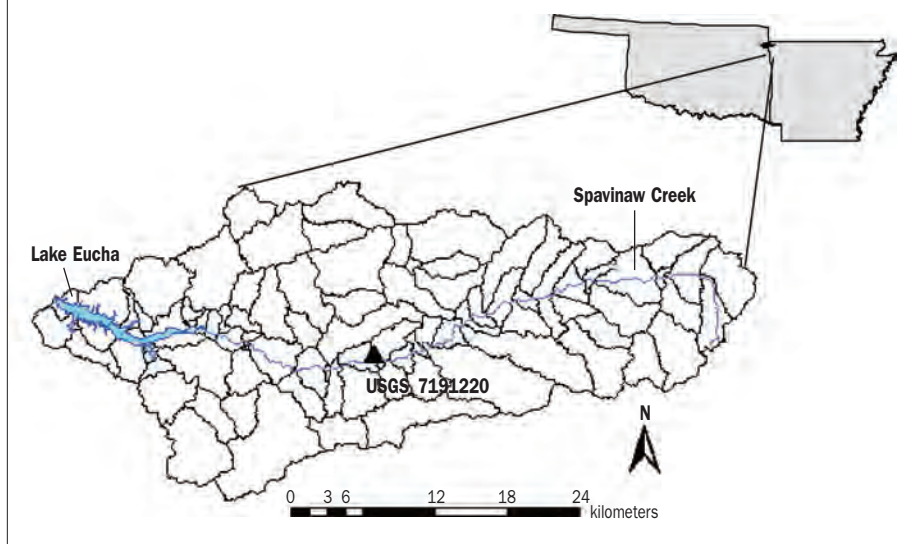 Spavinaw Creek
Lake Eucha
USGS 7191220
N
0 3 6 12 18 24
kilometers